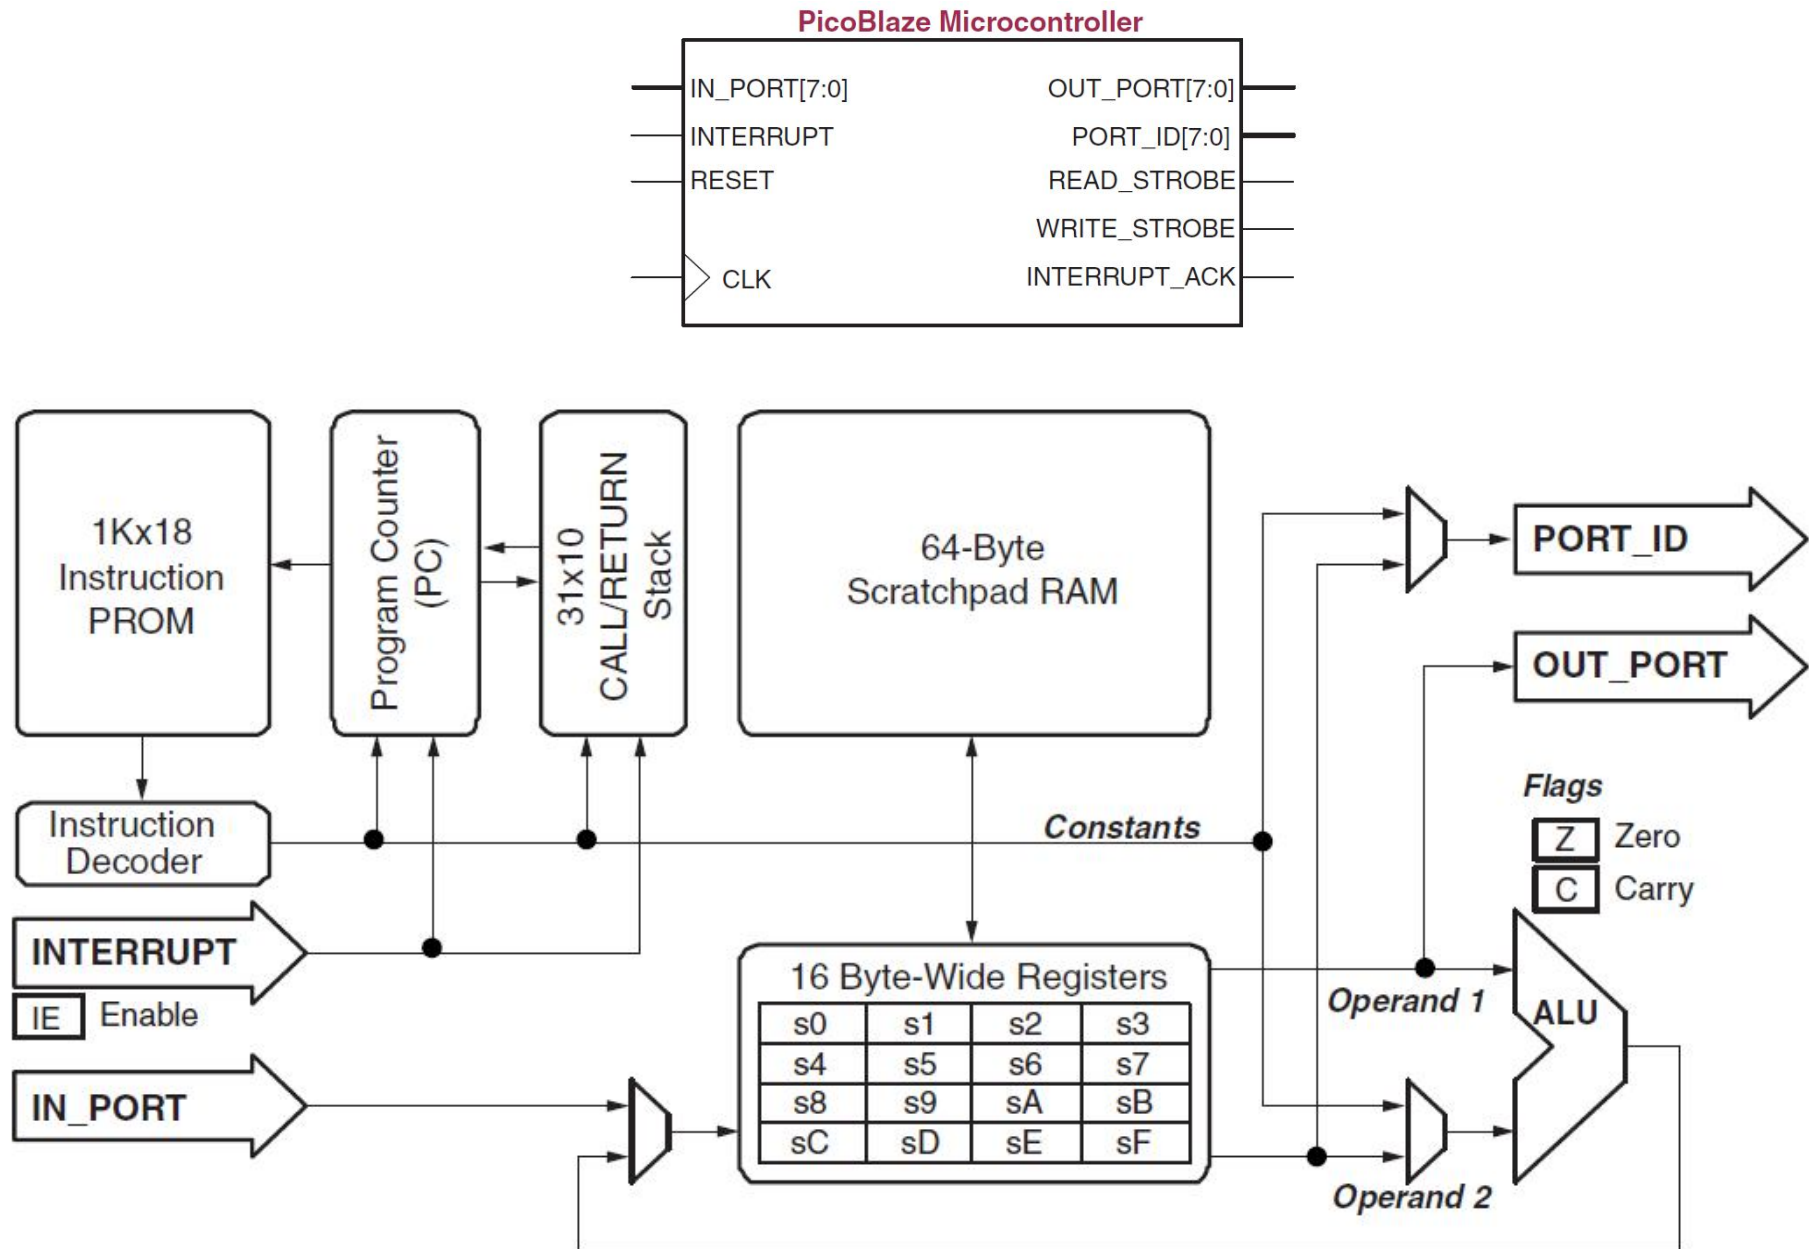 PicoBlaze Microcontroller
IN_PORT[7:0]
OUT_PORT[7:0]
INTERRUPT
PORT_ID[7:0]
RESET
READ_STROBE
WRITE_STROBE
CLK
INTERRUPT_ACK
1Kx18
Instruction
PROM
Program Counter
(PC)
31x10
CALL/RETURN
Stack
64-Byte
Scratchpad RAM
PORT_ID
OUT_PORT
Flags
Z Zero
C Carry
Instruction
Decoder
Constants
INTERRUPT
IE Enable
IN_PORT
16 Byte-Wide Registers
s0 s1 s2 s3
s4 s5 s6 s7
s8 s9 sA sB
sC sD sE sF
Operand 1
ALU
Operand 2